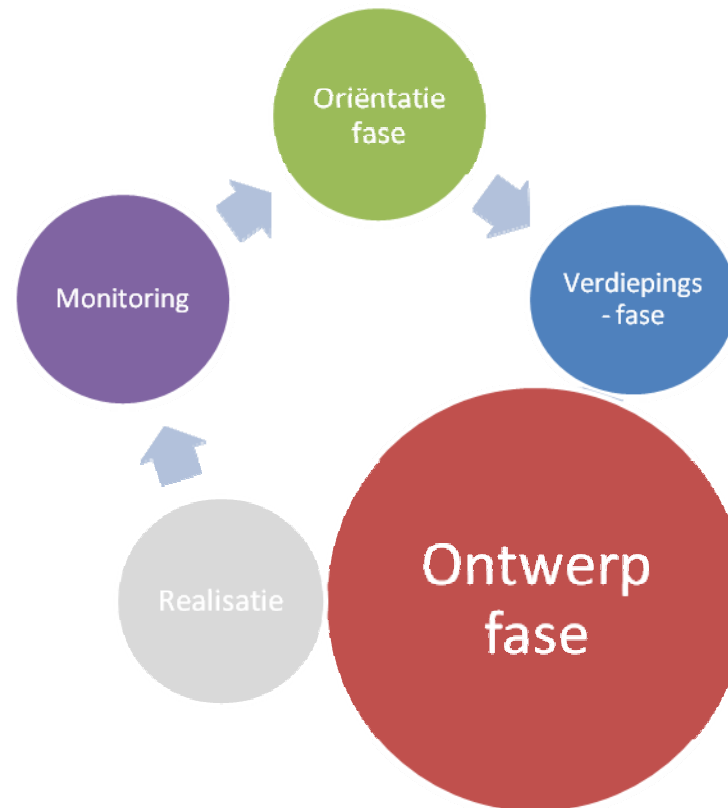 Oriëntatie
fase
Verdiepings
- fase
Ontwerp
fase
Realisatie
Monitoring